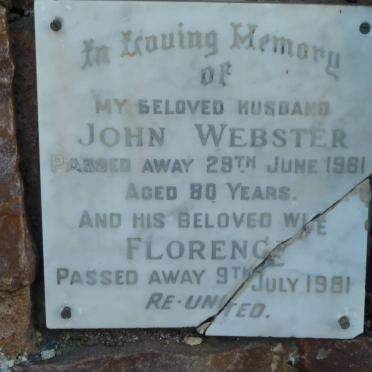 In Loving Memory
of
MY BELOVED HUSBAND
JOHN WEBSTER
PASSED AWAY 29TH JUNE 1961
AGED 80 YEARS.
AND HIS BELOVED WIFE
FLORENCE
PASSED AWAY 9TH JULY 1981
RE-UNITED.